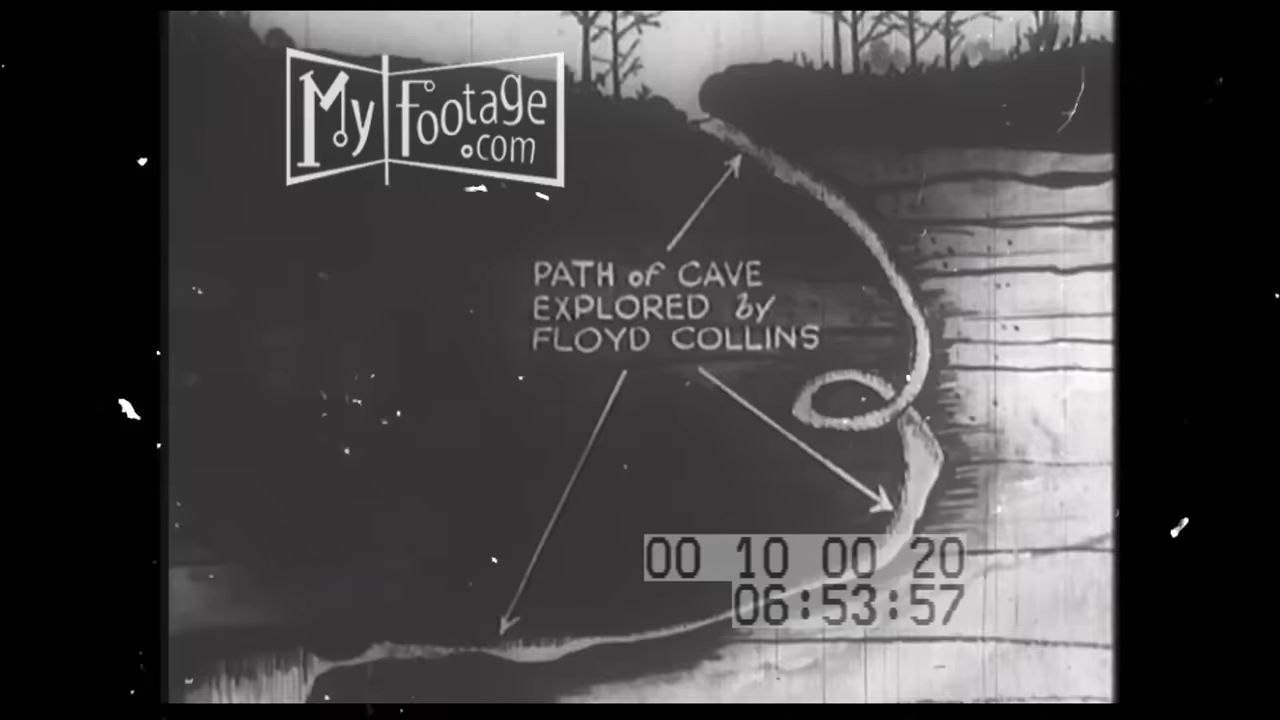 My Footage
.com
PATH of CAVE
EXPLORED by
FLOYD COLLINS
00 10 00 20
06:53:57